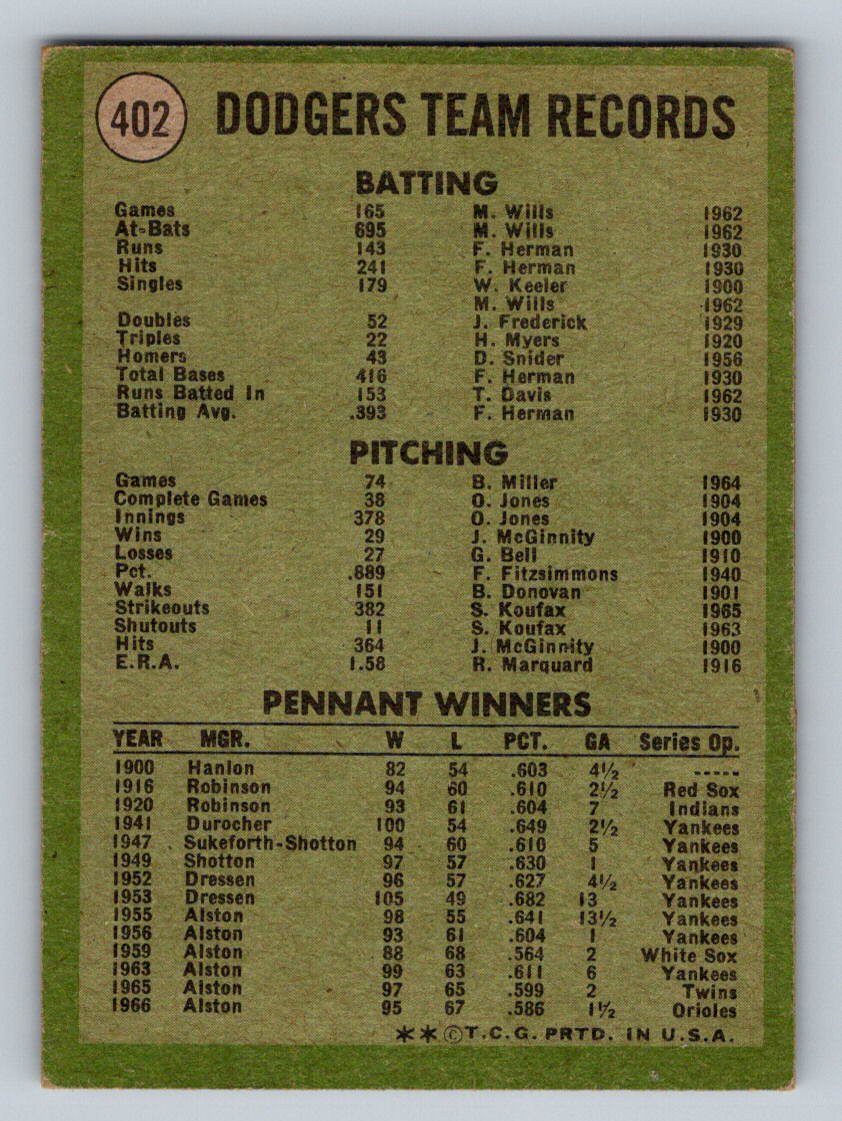 402 DODGERS TEAM RECORDS
BATTING
Games 165 M. Wills 1962
At-Bats 695 M. Wills 1962
Runs 143 F. Herman 1930
Hits 241 F. Herman 1930
Singles 179 W. Keeler 1900
M. Wills 1962
Doubles 52 J. Frederick 1929
Triples 22 H. Myers 1920
Homers 43 D. Snider 1956
Total Bases 416 F. Herman 1930
Runs Batted In 153 T. Davis 1962
Batting Avg. .393 F. Herman 1930
PITCHING
Games 74 B. Miller 1964
Complete Games 38 O. Jones 1904
Innings 378 O. Jones 1904
Wins 29 J. McGinnity 1900
Losses 27 G. Bell 1910
Pct. .889 F. Fitzsimmons 1940
Walks 151 B. Donovan 1901
Strikeouts 382 S. Koufax 1965
Shutouts 11 S. Koufax 1963
Hits 364 J. McGinnity 1900
E.R.A. 1.58 R. Marquard 1916
PENNANT WINNERS
YEAR MGR. W L PCT. GA Series Op.
1900 Hanlon 82 54 .603 4½ -----
1916 Robinson 94 60 .610 2½ Red Sox
1920 Robinson 93 61 .604 7 Indians
1941 Durocher 100 54 .649 2½ Yankees
1947 Sukeforth-Shotton 94 60 .610 5 Yankees
1949 Shotton 97 57 .630 1 Yankees
1952 Dressen 96 57 .627 4½ Yankees
1953 Dressen 105 49 .682 13 Yankees
1955 Alston 98 55 .641 13½ Yankees
1956 Alston 93 61 .604 1 Yankees
1959 Alston 88 68 .564 2 White Sox
1963 Alston 99 63 .611 6 Yankees
1965 Alston 97 65 .599 2 Twins
1966 Alston 95 67 .586 1½ Orioles
**©T.C.G. PRTD. IN U.S.A.